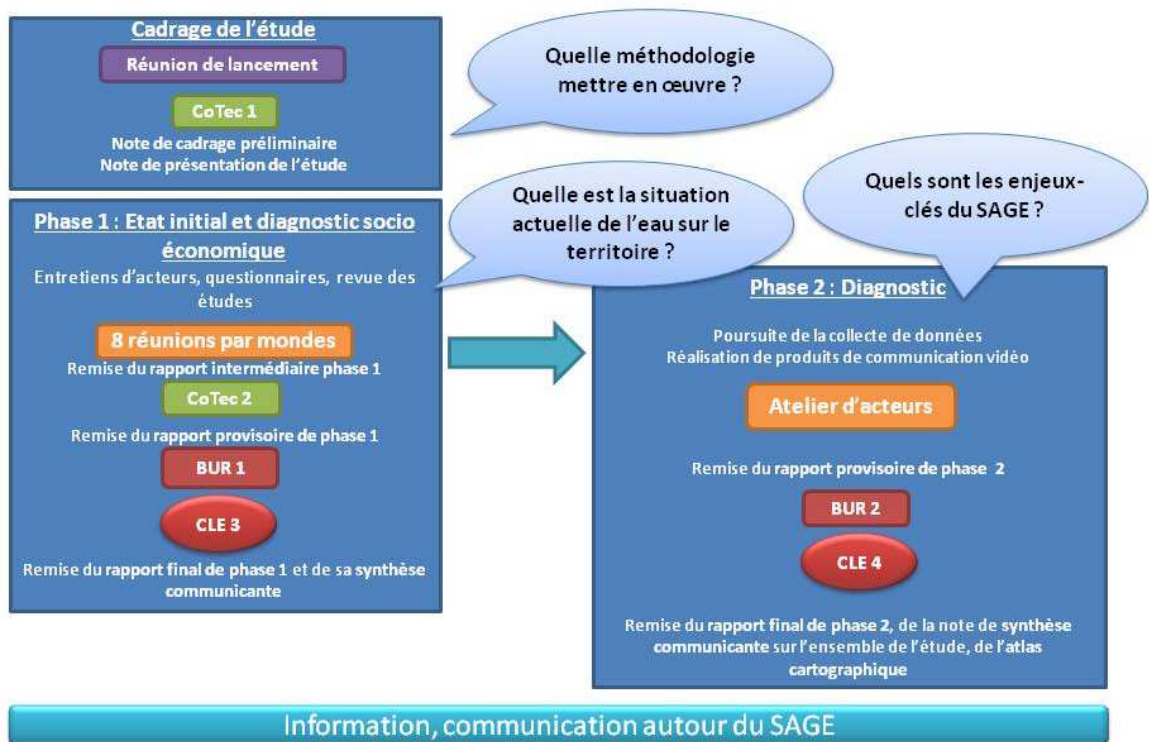 Cadrage de l'étude
Réunion de lancement
CoTec 1
Note de cadrage préliminaire
Note de présentation de l'étude
Quelle méthodologie
mettre en œuvre ?
Phase 1 : Etat initial et diagnostic socio
économique
Entretiens d'acteurs, questionnaires, revue des
études
8 réunions par mondes
Remise du rapport intermédiaire phase 1
CoTec 2
Remise du rapport provisoire de phase 1
BUR 1
CLE 3
Remise du rapport final de phase 1 et de sa synthèse
communicante
Quelle est la situation
actuelle de l'eau sur le
territoire ?
Quels sont les enjeux-
clés du SAGE ?
Phase 2 : Diagnostic
Poursuite de la collecte de données
Réalisation de produits de communication vidéo
Atelier d'acteurs
Remise du rapport provisoire de phase 2
BUR 2
CLE 4
Remise du rapport final de phase 2, de la note de synthèse
communicante sur l'ensemble de l'étude, de l'atlas
cartographique
Information, communication autour du SAGE